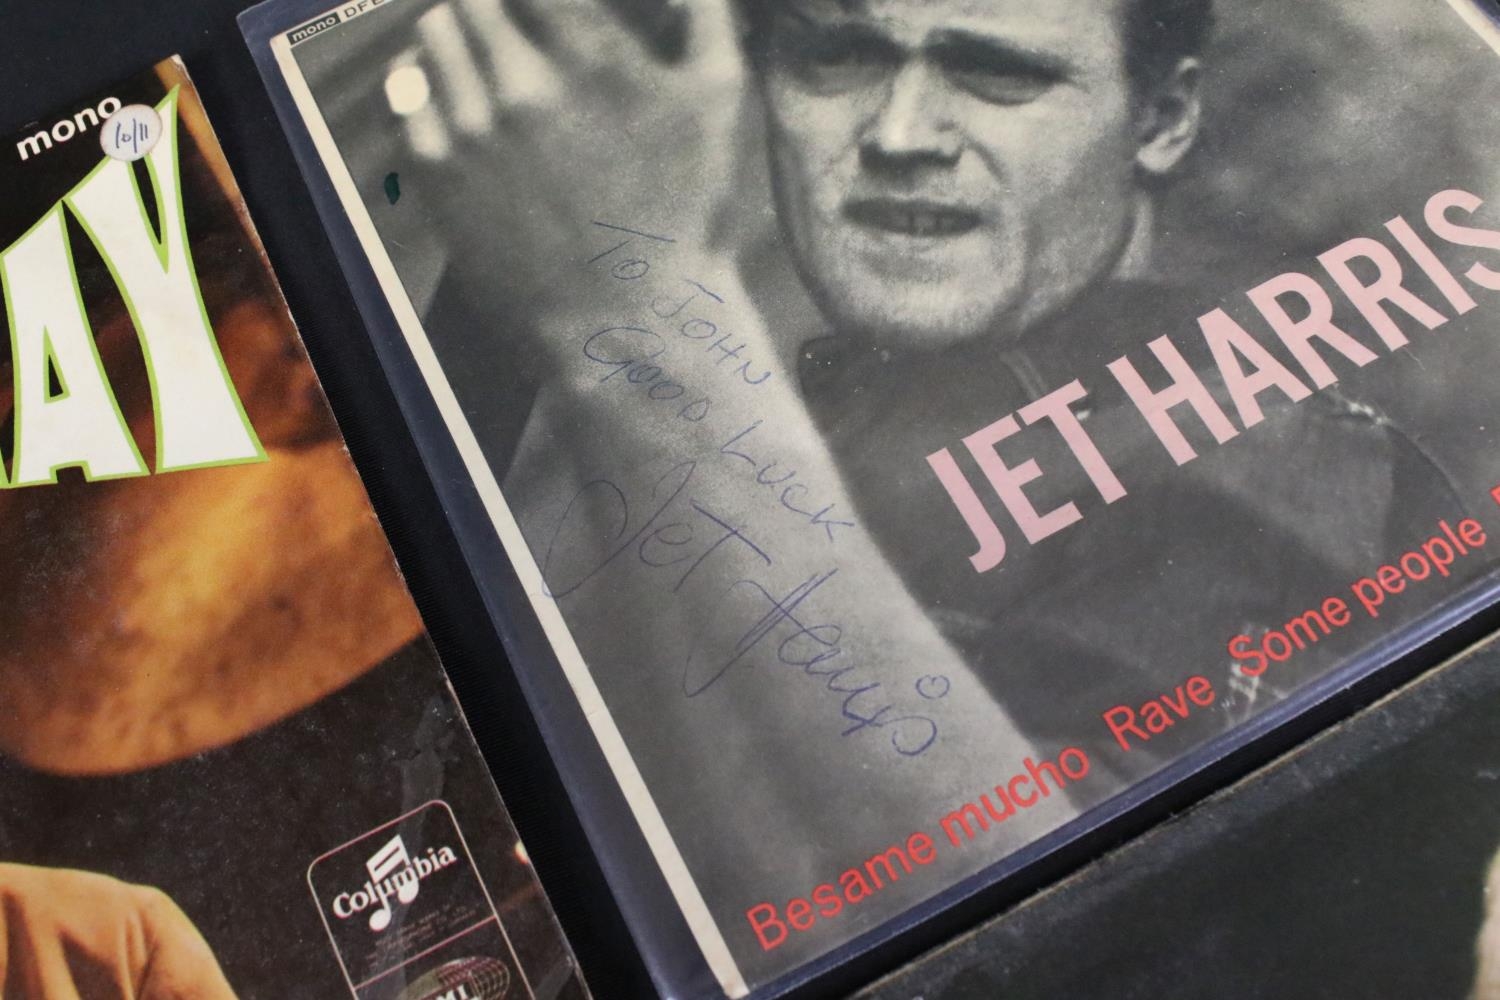 mono
10/11
AY
Columbia
mono DFE
To JOHN
GOOD LUCK
Jet Harris
JET HARRIS
Besame mucho Rave Some people